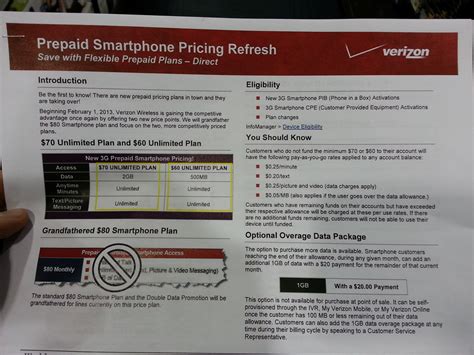 Prepaid Smartphone Pricing Refresh
Save with Flexible Prepaid Plans – Direct
verizon
Introduction
Be the first to know! There are new prepaid pricing plans in town and they
are taking over!
Beginning February 1, 2013, Verizon Wireless is gaining the competitive
advantage once again by offering two new price points. We will grandfather
the $80 Smartphone plan and focus on the two, more competitively priced
plans.
$70 Unlimited Plan and $60 Unlimited Plan
New 3G Prepaid Smartphone Pricing!
Access $70 UNLIMITED PLAN $60 UNLIMITED PLAN
Data 2GB 500MB
Anytime Minutes Unlimited Unlimited
Text/Picture Messaging Unlimited Unlimited
Grandfathered $80 Smartphone Plan
Prepaid Smartphone Access
$80 Monthly
Text, Picture & Video Messaging)
The standard $80 Smartphone Plan and the Double Data Promotion will be
grandfathered for lines currently on this price plan.
Eligibility
New 3G Smartphone PIB (Phone in a Box) Activations
3G Smartphone CPE (Customer Provided Equipment) Activations
Plan changes
InfoManager > Device Eligibility
You Should Know
Customers who do not fund the minimum $70 or $60 to their account will
have the following pay-as-you-go rates applied to any account balance:
$0.25/minute
$0.20/text
$0.25/picture and video (data charges apply)
$0.05/MB (also applies if the user goes over the data allowance.)
Customers who have remaining funds on their accounts but have exceeded
their respective allowance will be charged at these per use rates. If there
are no additional funds remaining, customers will not be able to use their
device until funded.
Optional Overage Data Package
The option to purchase more data is available. Smartphone customers
reaching the end of their allowance, during any given month, can add an
additional 1GB of data with a $20 payment for the remainder of that current
month.
1GB With a $20.00 Payment
This option is not available for purchase at point of sale. It can be self-
provisioned through the IVR, My Verizon Mobile, or My Verizon Online
once the customer has 100 MB or less remaining out of their data
allowance. Customers can also add the 1GB data overage package at any
time during their billing cycle by speaking to a Customer Service
Representative.